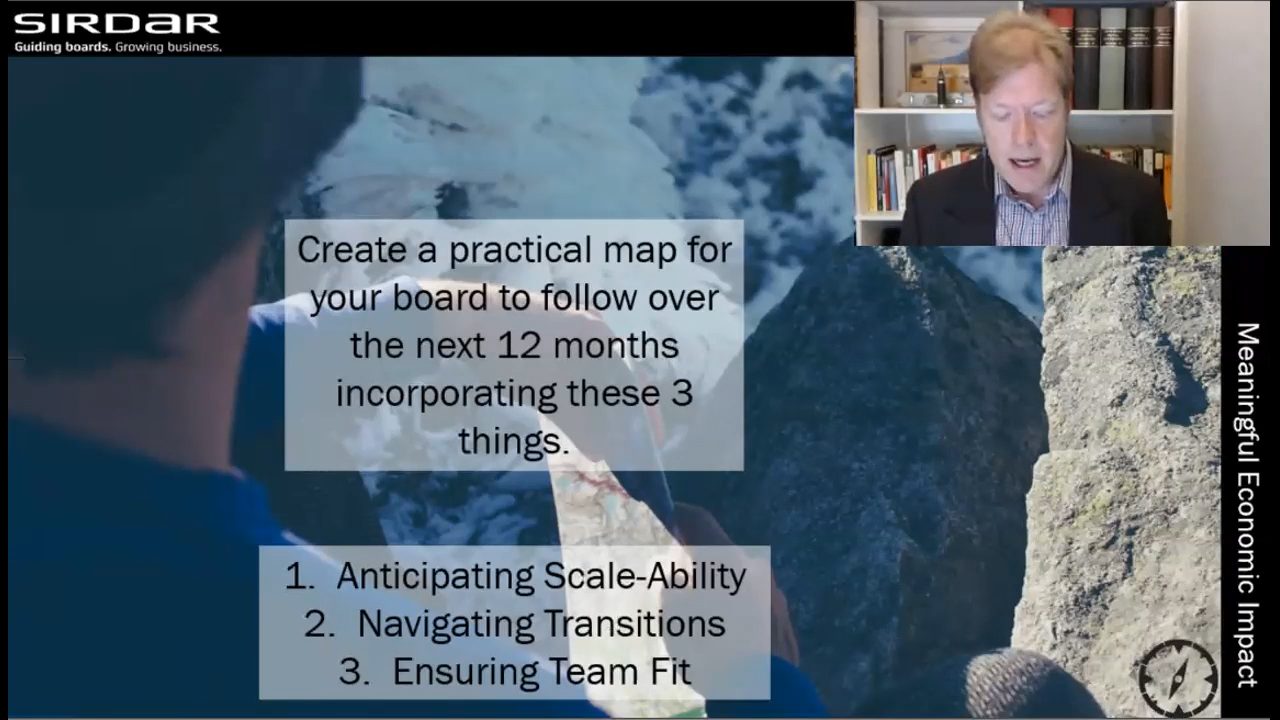 SIRDAR
Guiding boards. Growing business.
Create a practical map for
your board to follow over
the next 12 months
incorporating these 3
things.
1. Anticipating Scale-Ability
2. Navigating Transitions
3. Ensuring Team Fit
Meaningful Economic Impact